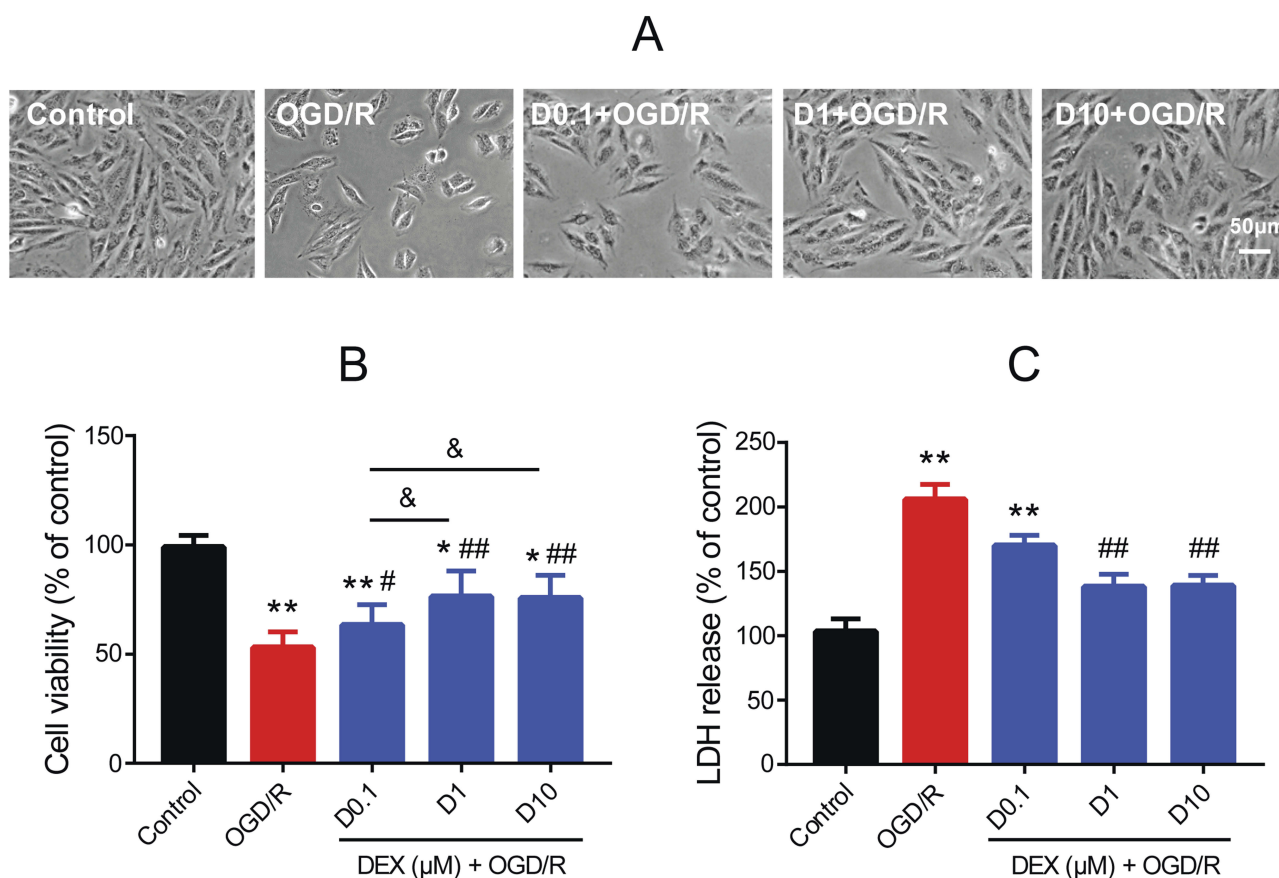 A
Control
OGD/R
D0.1+OGD/R
D1+OGD/R
D10+OGD/R
50μm
B
Cell viability (% of control)
150
100
50
0
&
&
**
** #
* ##
* ##
Control
OGD/R
D0.1
D1
D10
DEX (μM) + OGD/R
C
LDH release (% of control)
250
200
150
100
50
0
**
**
##
##
Control
OGD/R
D0.1
D1
D10
DEX (μM) + OGD/R